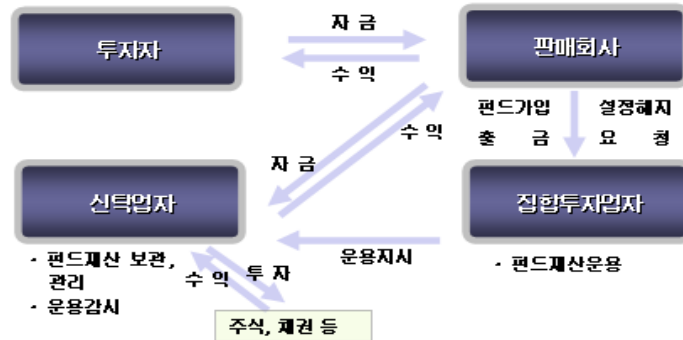 자 금
투자자
판매회사
수 익
펀드가입 설정해지
출 금 요 청
수 익
자 금
신탁업자
집합투자업자
· 펀드재산 보관,
관리
· 운용감시
운용지시
· 펀드재산운용
수 익
투 자
주식, 채권 등